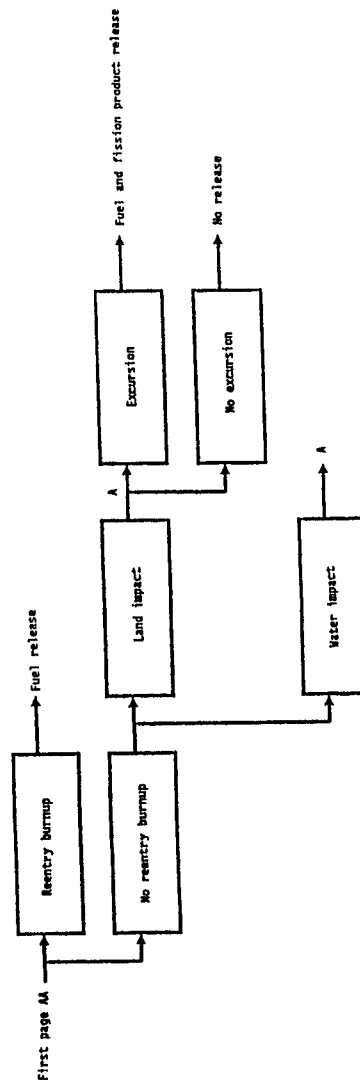 First page AA
Reentry burnup
Fuel release
No reentry burnup
Land impact
A
Excursion
Fuel and fission product release
No excursion
No release
Water impact
A